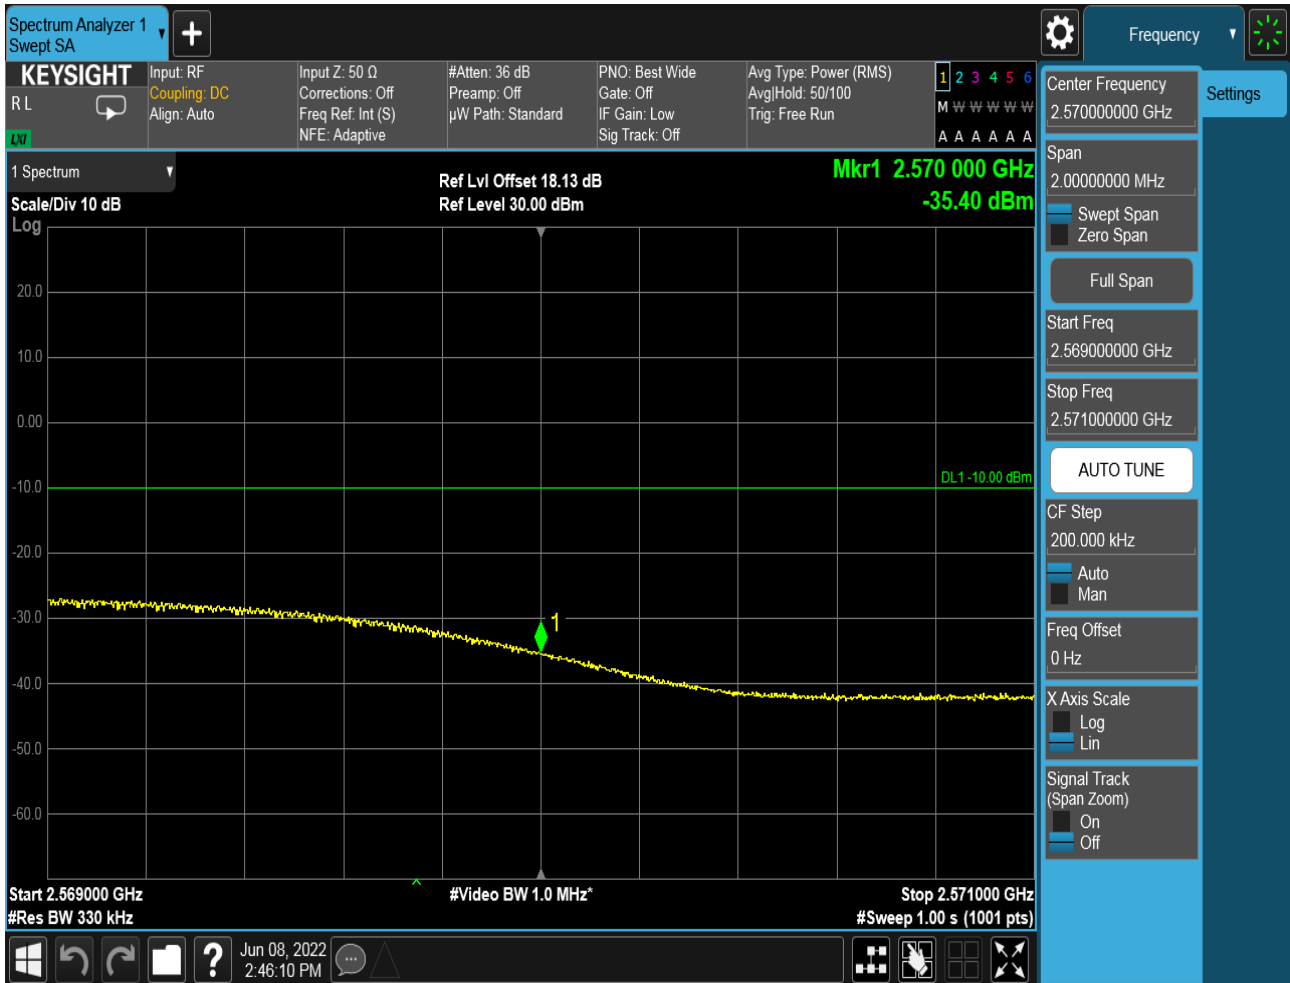 Spectrum Analyzer 1
Swept SA
Frequency
KEYSIGHT
R L
LXI
Input: RF
Coupling: DC
Align: Auto
Input Z: 50 Ω
Corrections: Off
Freq Ref: Int (S)
NFE: Adaptive
#Atten: 36 dB
Preamp: Off
µW Path: Standard
PNO: Best Wide
Gate: Off
IF Gain: Low
Sig Track: Off
Avg Type: Power (RMS)
Avg|Hold: 50/100
Trig: Free Run
1 2 3 4 5 6
M W W W W W
A A A A A A
1 Spectrum
Scale/Div 10 dB
Log
Ref Lvl Offset 18.13 dB
Ref Level 30.00 dBm
Mkr1 2.570 000 GHz
-35.40 dBm
20.0
10.0
0.00
-10.0
DL1 -10.00 dBm
-20.0
-30.0
1
-40.0
-50.0
-60.0
Start 2.569000 GHz
#Res BW 330 kHz
#Video BW 1.0 MHz*
Stop 2.571000 GHz
#Sweep 1.00 s (1001 pts)
Jun 08, 2022
2:46:10 PM
Center Frequency
2.570000000 GHz
Span
2.00000000 MHz
Swept Span
Zero Span
Full Span
Start Freq
2.569000000 GHz
Stop Freq
2.571000000 GHz
AUTO TUNE
CF Step
200.000 kHz
Auto
Man
Freq Offset
0 Hz
X Axis Scale
Log
Lin
Signal Track
(Span Zoom)
On
Off
Settings